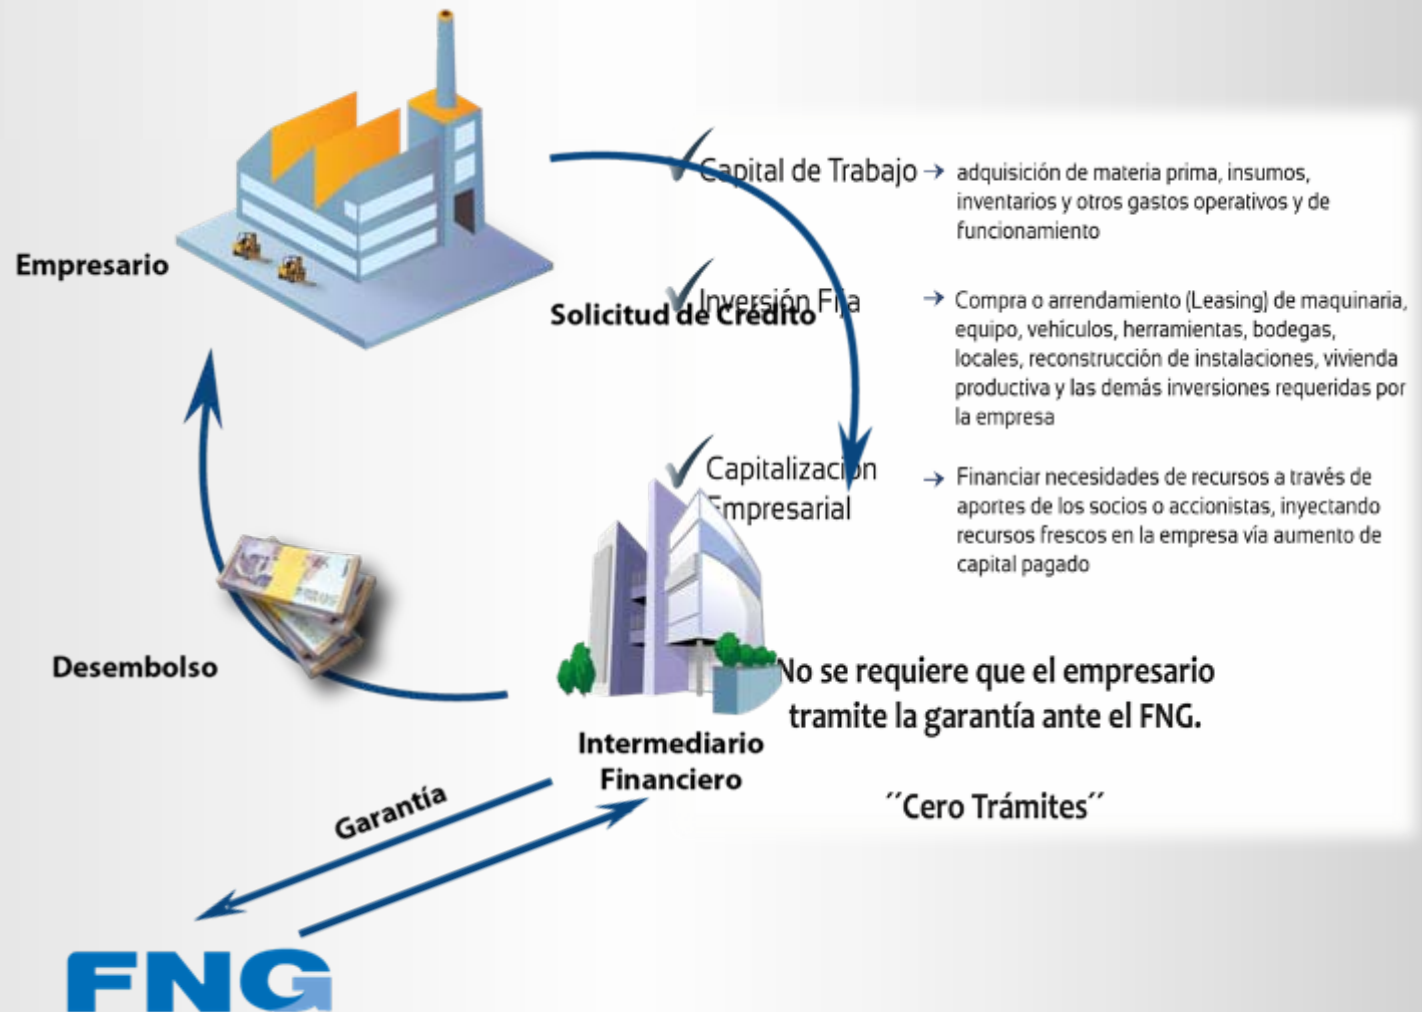 Capital de Trabajo
adquisición de materia prima, insumos,
inventarios y otros gastos operativos y de
funcionamiento
Empresario
Inversión Fija
Solicitud de Crédito
Compra o arrendamiento (Leasing) de maquinaria,
equipo, vehículos, herramientas, bodegas,
locales, reconstrucción de instalaciones, vivienda
productiva y las demás inversiones requeridas por
la empresa
Capitalización
Empresarial
Financiar necesidades de recursos a través de
aportes de los socios o accionistas, inyectando
recursos frescos en la empresa vía aumento de
capital pagado
Desembolso
No se requiere que el empresario
tramite la garantía ante el FNG.
Intermediario
Financiero
´´Cero Trámites´´
Garantía
FNG